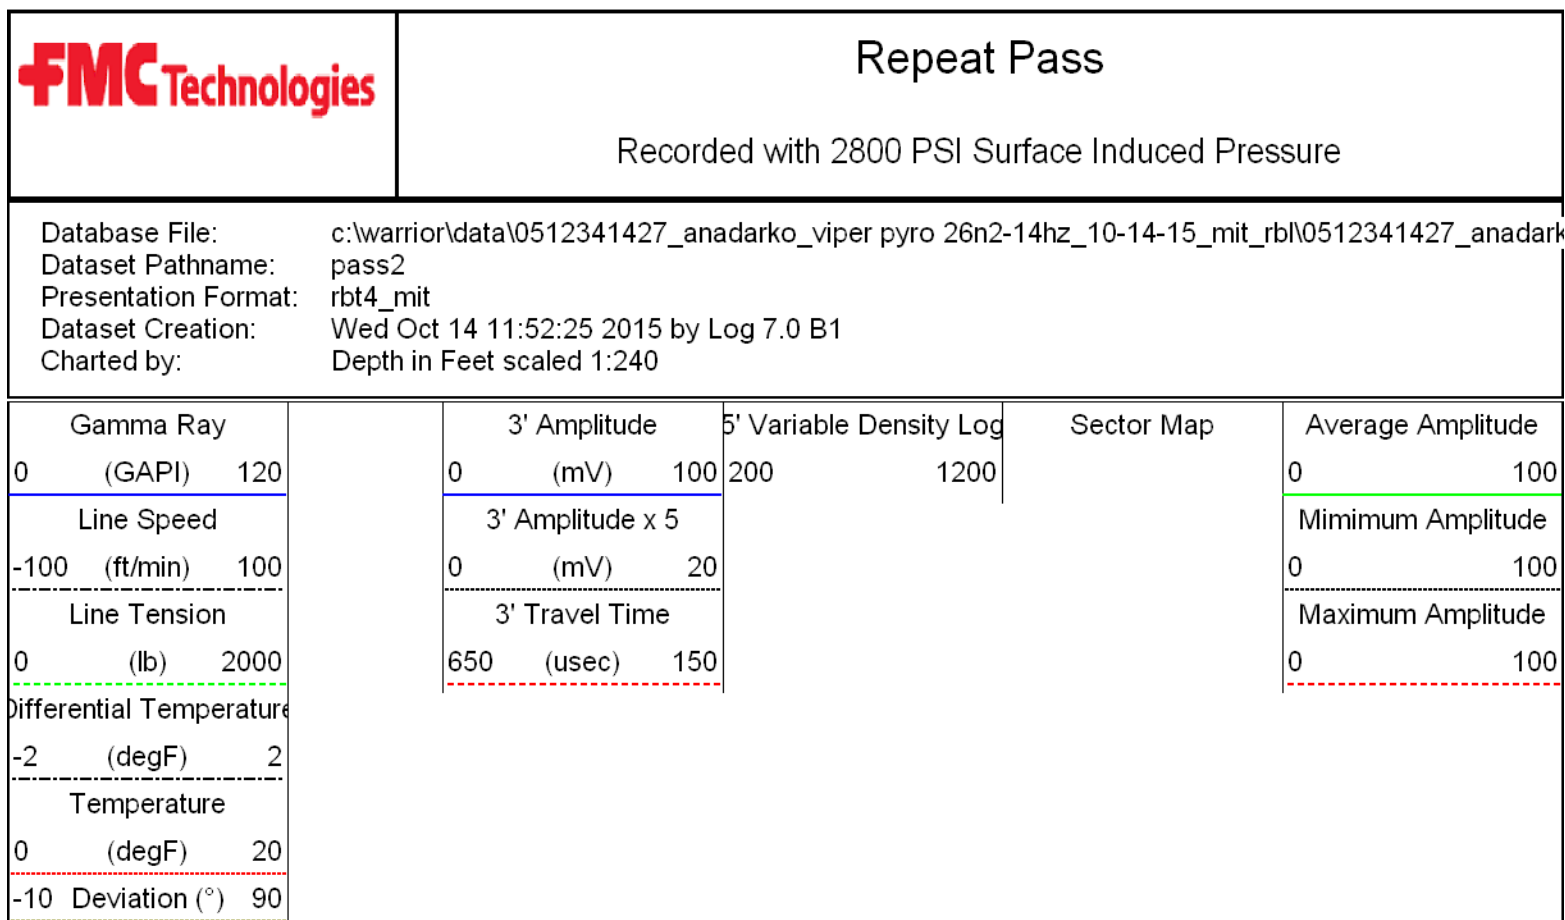 FMC Technologies
Repeat Pass
Recorded with 2800 PSI Surface Induced Pressure
Database File: c:\warrior\data\0512341427_anadarko_viper pyro 26n2-14hz_10-14-15_mit_rbl\0512341427_anadark
Dataset Pathname: pass2
Presentation Format: rbt4_mit
Dataset Creation: Wed Oct 14 11:52:25 2015 by Log 7.0 B1
Charted by: Depth in Feet scaled 1:240
Gamma Ray
0 (GAPI) 120
Line Speed
-100 (ft/min) 100
Line Tension
0 (lb) 2000
Differential Temperature
-2 (degF) 2
Temperature
0 (degF) 20
-10 Deviation (°) 90
3' Amplitude
0 (mV) 100
3' Amplitude x 5
0 (mV) 20
3' Travel Time
650 (usec) 150
5' Variable Density Log
200 1200
Sector Map
Average Amplitude
0 100
Mimimum Amplitude
0 100
Maximum Amplitude
0 100